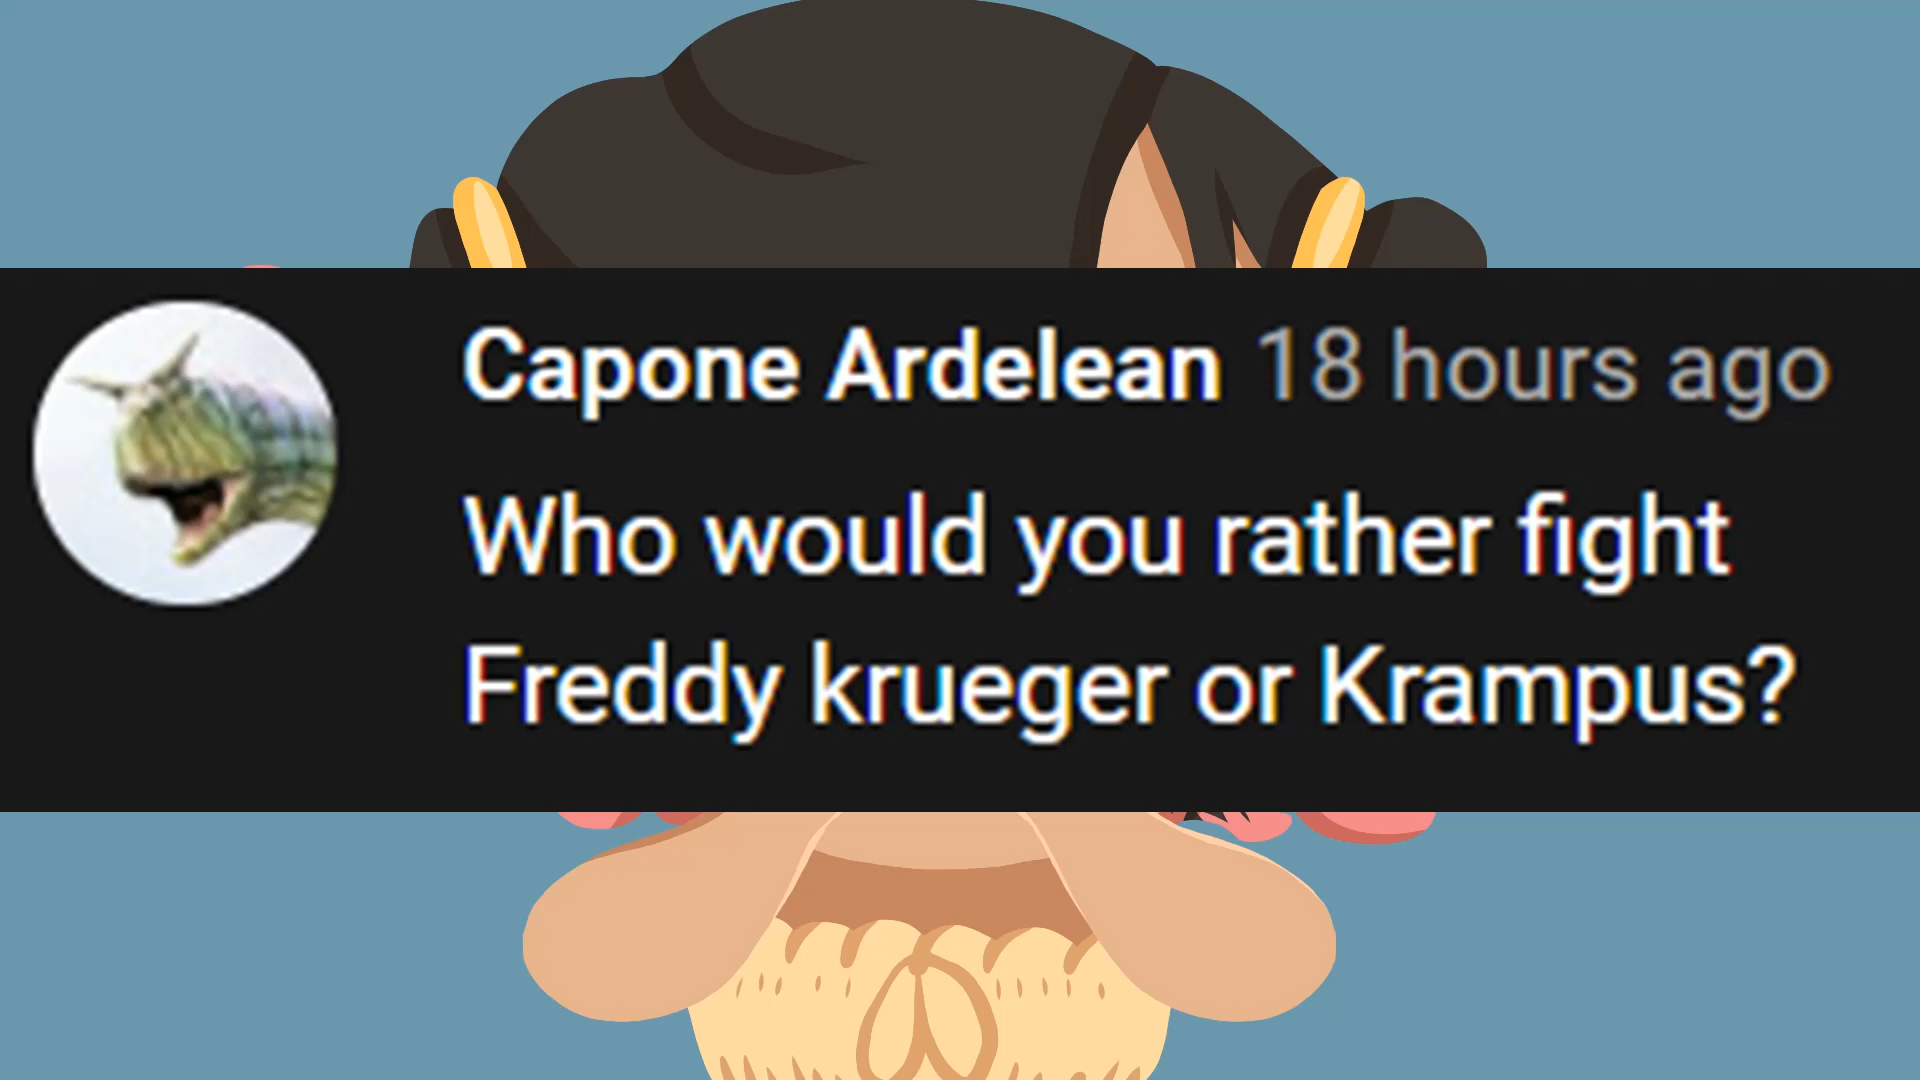 Capone Ardelean 18 hours ago
Who would you rather fight
Freddy krueger or Krampus?